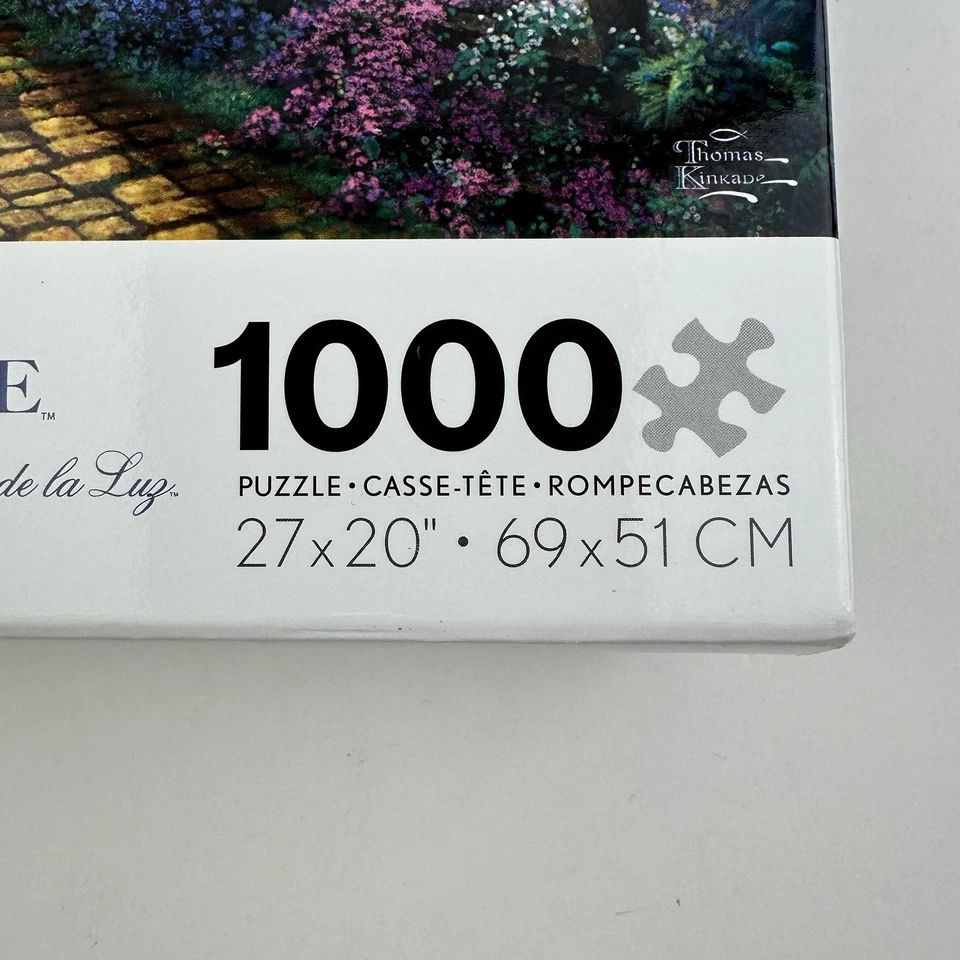 Thomas
Kinkade
1000
E™
PUZZLE • CASSE-TÊTE • ROMPECABEZAS
de la Luz™
27x20" • 69x51 CM